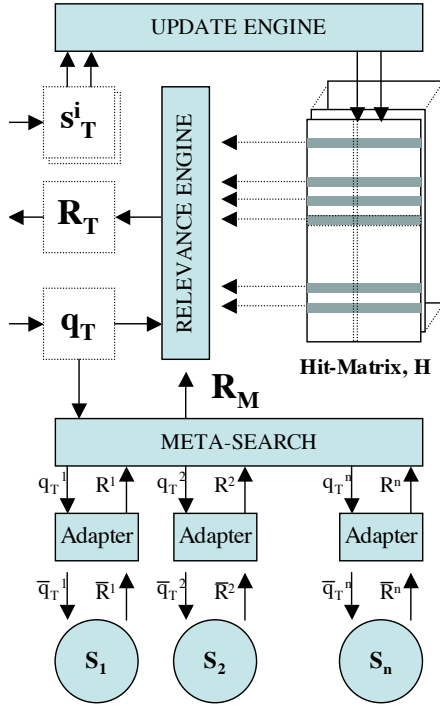 UPDATE ENGINE
s^i_T
RELEVANCE ENGINE
R_T
q_T
Hit-Matrix, H
R_M
META-SEARCH
q_T^1 R^1 q_T^2 R^2 q_T^n R^n
Adapter Adapter Adapter
q̅_T^1 R̅^1 q̅_T^2 R̅^2 q̅_T^n R̅^n
S_1 S_2 S_n